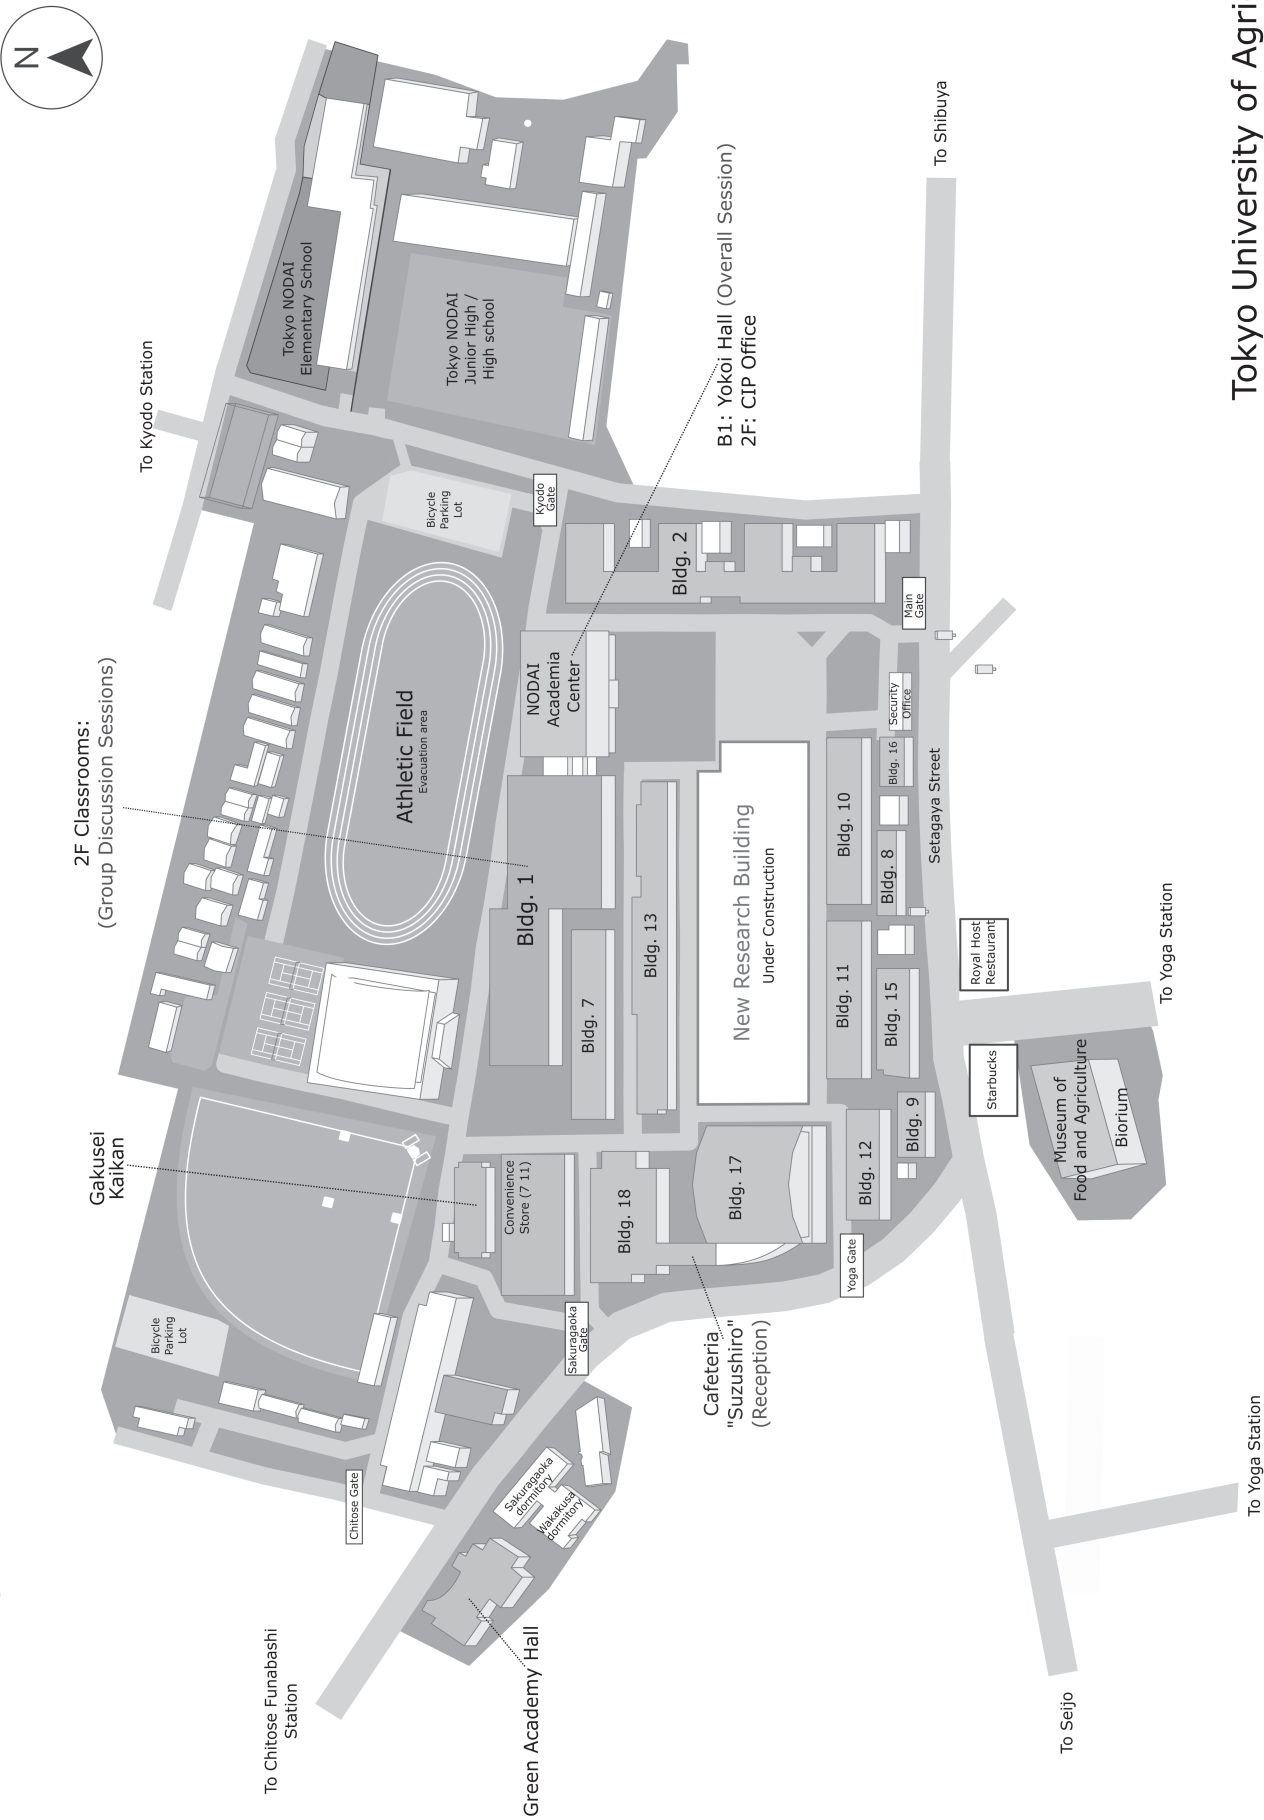 N
2F Classrooms:
(Group Discussion Sessions)
Gakusei
Kaikan
To Kyodo Station
Bicycle
Parking
Lot
To Chitose Funabashi
Station
Tokyo NODAI
Elementary School
Chitose Gate
Athletic Field
Evacuation area
Bicycle
Parking
Lot
Tokyo NODAI
Junior High /
High school
Green Academy Hall
Sakuragaoka
dormitory
Wakakusa
dormitory
Sakuragaoka
Gate
Convenience
Store (7 11)
Bldg. 1
NODAI
Academia
Center
Kyodo
Gate
Bldg. 7
Bldg. 18
Bldg. 13
Bldg. 2
B1: Yokoi Hall (Overall Session)
2F: CIP Office
Cafeteria
"Suzushiro"
(Reception)
Bldg. 17
New Research Building
Under Construction
Yoga Gate
Bldg. 12
Bldg. 11
Bldg. 10
Bldg. 9
Bldg. 15
Bldg. 8
Bldg. 16
Security
Office
Main
Gate
Setagaya Street
To Shibuya
Starbucks
Royal Host
Restaurant
Museum of
Food and Agriculture
Biorium
To Seijo
To Yoga Station
To Yoga Station
Tokyo University of Agri